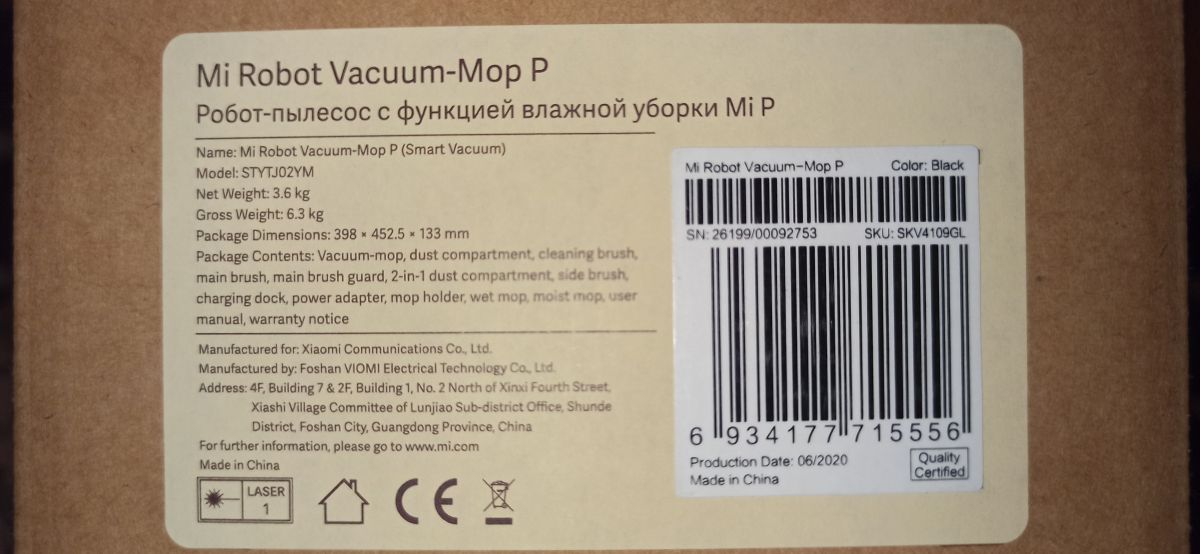 Mi Robot Vacuum-Mop P
Робот-пылесос с функцией влажной уборки Mi P
Name: Mi Robot Vacuum-Mop P (Smart Vacuum)
Model: STYTJ02YM
Net Weight: 3.6 kg
Gross Weight: 6.3 kg
Package Dimensions: 398 × 452.5 × 133 mm
Package Contents: Vacuum-mop, dust compartment, cleaning brush,
main brush, main brush guard, 2-in-1 dust compartment, side brush,
charging dock, power adapter, mop holder, wet mop, moist mop, user
manual, warranty notice
Manufactured for: Xiaomi Communications Co., Ltd.
Manufactured by: Foshan VIOMI Electrical Technology Co., Ltd.
Address: 4F, Building 7 & 2F, Building 1, No. 2 North of Xinxi Fourth Street,
Xiashi Village Committee of Lunjiao Sub-district Office, Shunde
District, Foshan City, Guangdong Province, China
For further information, please go to www.mi.com
Made in China
LASER
1
CE
Mi Robot Vacuum-Mop P Color: Black
SN: 26199/00092753 SKU: SKV4109GL
6 934177 715556
Production Date: 06/2020
Made in China
Quality
Certified